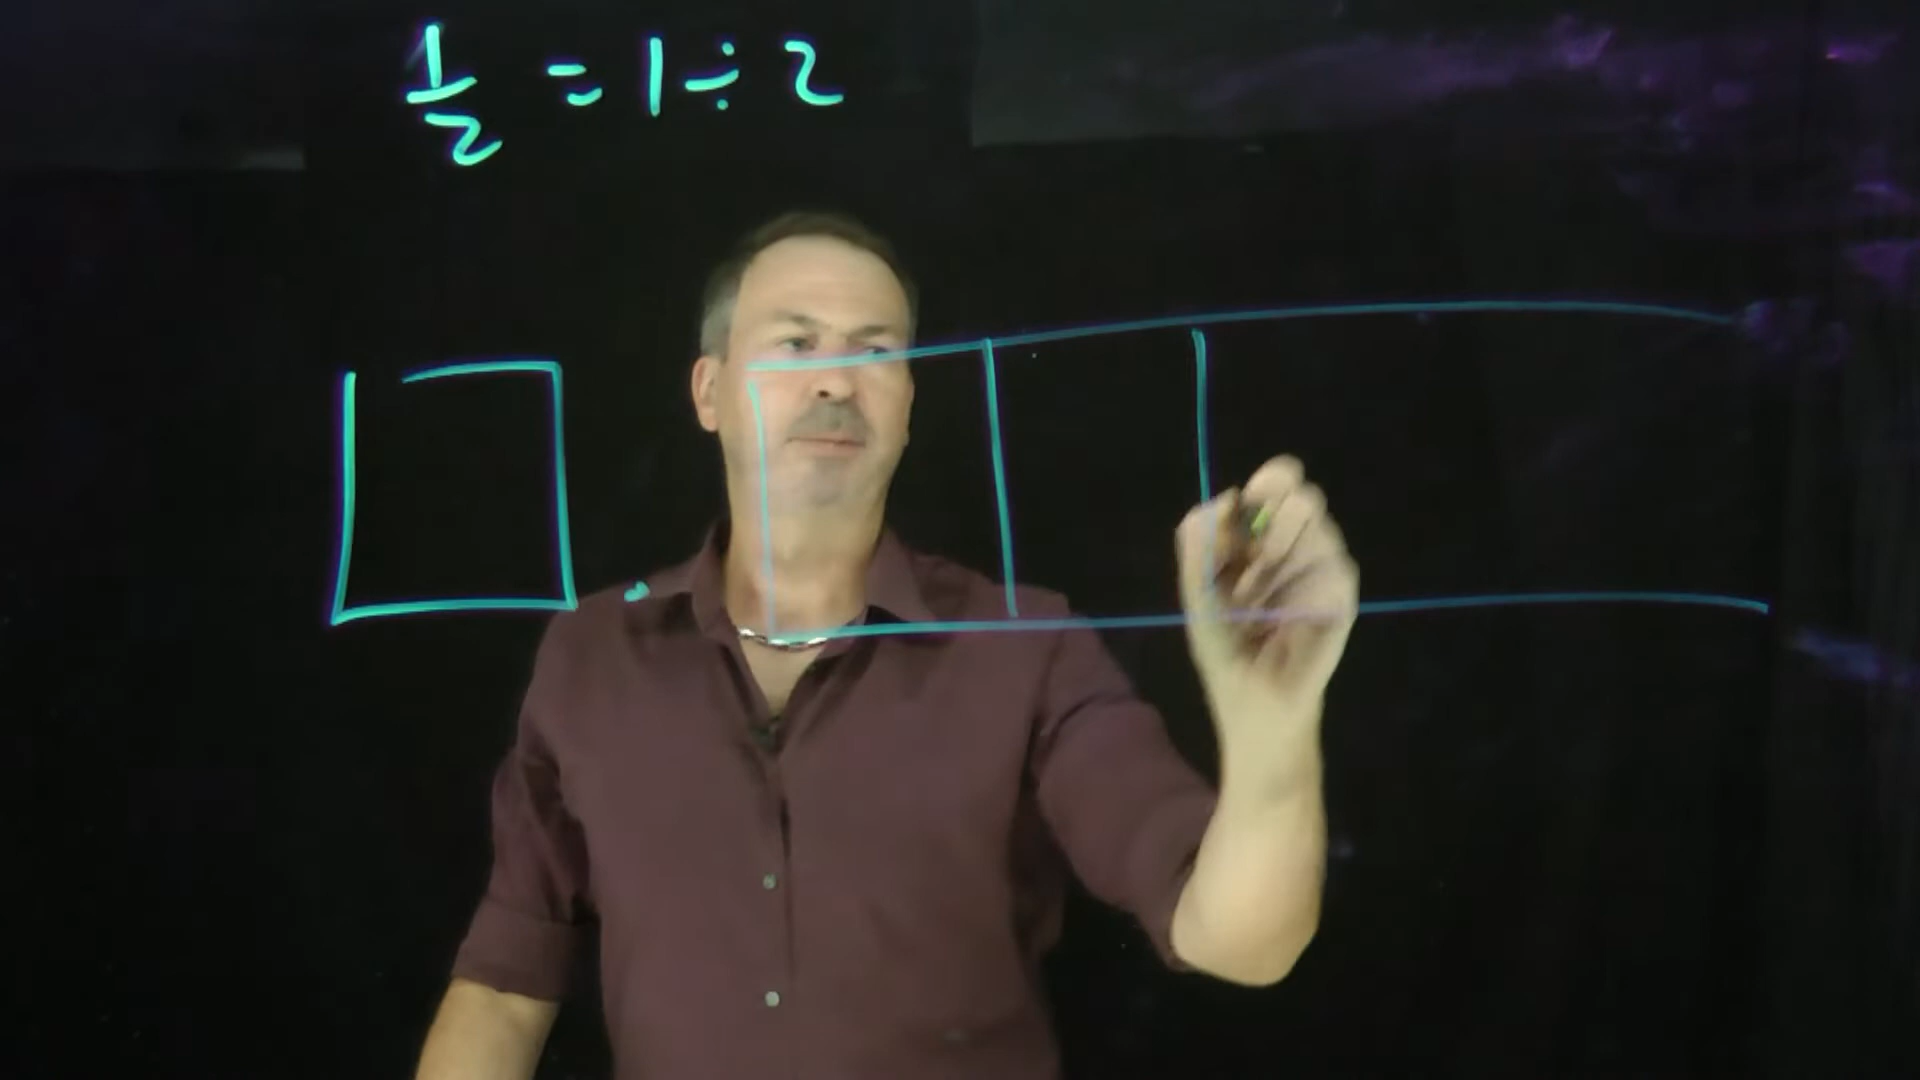 1/2 = 1 ÷ 2